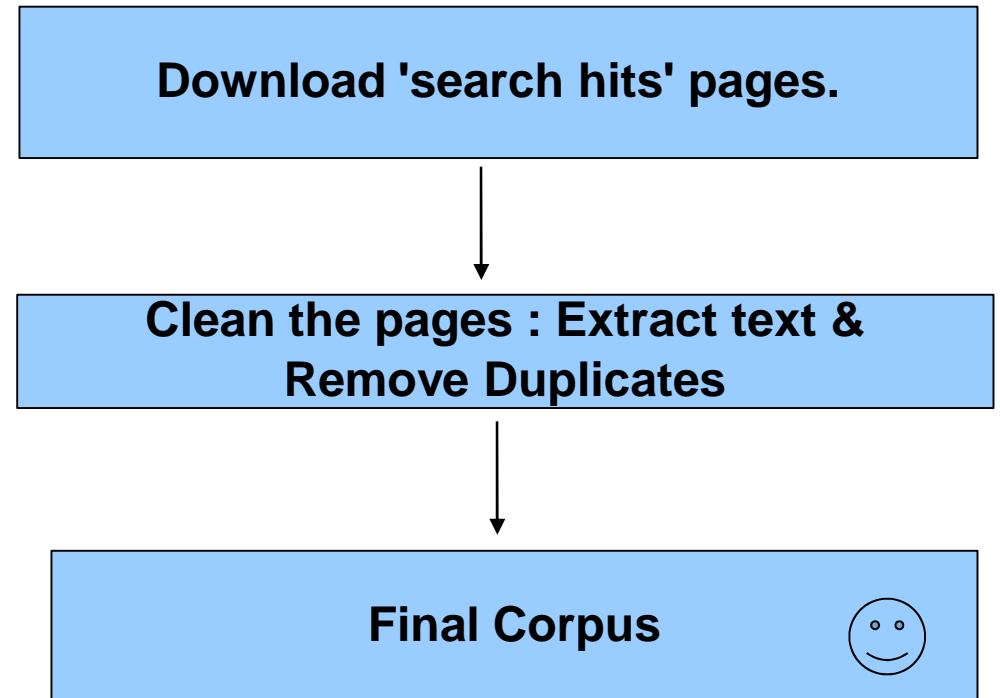 Download 'search hits' pages.
Clean the pages : Extract text &
Remove Duplicates
Final Corpus